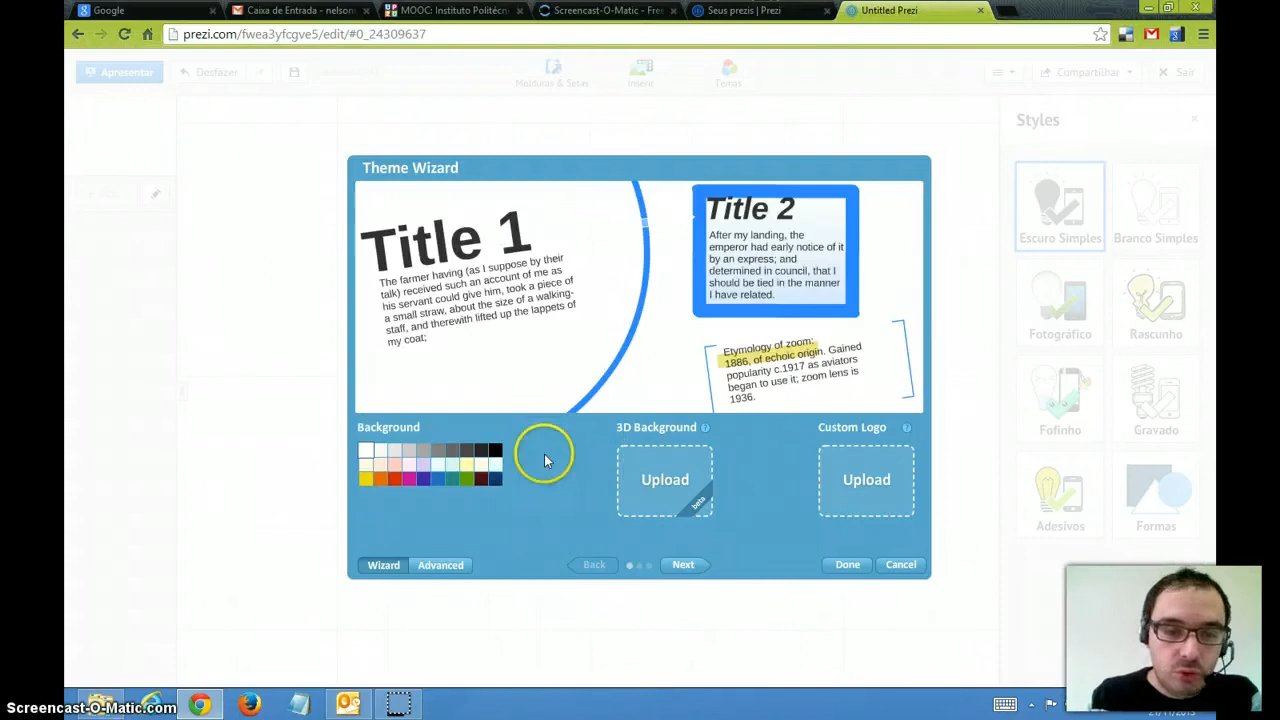 Google
Caixa de Entrada - nelson
MOOC: Instituto Politécn
Screencast-O-Matic - Free
Seus prezis | Prezi
Untitled Prezi
prezi.com/fwea3yfcgve5/edit/#0_24309637
Apresentar
Desfazer
Molduras & Setas
Inserir
Temas
Compartilhar
Sair
Styles
Escuro Simples
Branco Simples
Fotográfico
Rascunho
Fofinho
Gravado
Adesivos
Formas
Theme Wizard
Title 1
The farmer having (as I suppose by their
talk) received such an account of me as
his servant could give him, took a piece of
a small straw, about the size of a walking-
staff, and therewith lifted up the lappets of
my coat;
Title 2
After my landing, the
emperor had early notice of it
by an express; and
determined in council, that I
should be tied in the manner
I have related.
Etymology of zoom:
1886, of echoic origin. Gained
popularity c.1917 as aviators
began to use it; zoom lens is
1936.
Background
3D Background ?
Custom Logo ?
Upload
beta
Upload
Wizard
Advanced
Back
Next
Done
Cancel
Screencast-O-Matic.com
21/11/2013